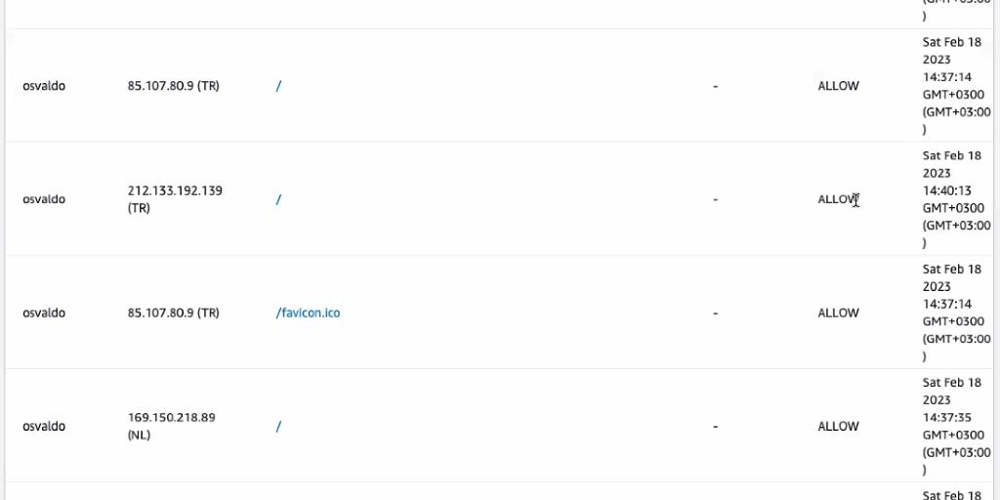 (GMT+03:00
)
osvaldo 85.107.80.9 (TR) / - ALLOW Sat Feb 18
2023
14:37:14
GMT+0300
(GMT+03:00
)
osvaldo 212.133.192.139
(TR) / - ALLOW Sat Feb 18
2023
14:40:13
GMT+0300
(GMT+03:00
)
osvaldo 85.107.80.9 (TR) /favicon.ico - ALLOW Sat Feb 18
2023
14:37:14
GMT+0300
(GMT+03:00
)
osvaldo 169.150.218.89
(NL) / - ALLOW Sat Feb 18
2023
14:37:35
GMT+0300
(GMT+03:00
)
Sat Feb 18